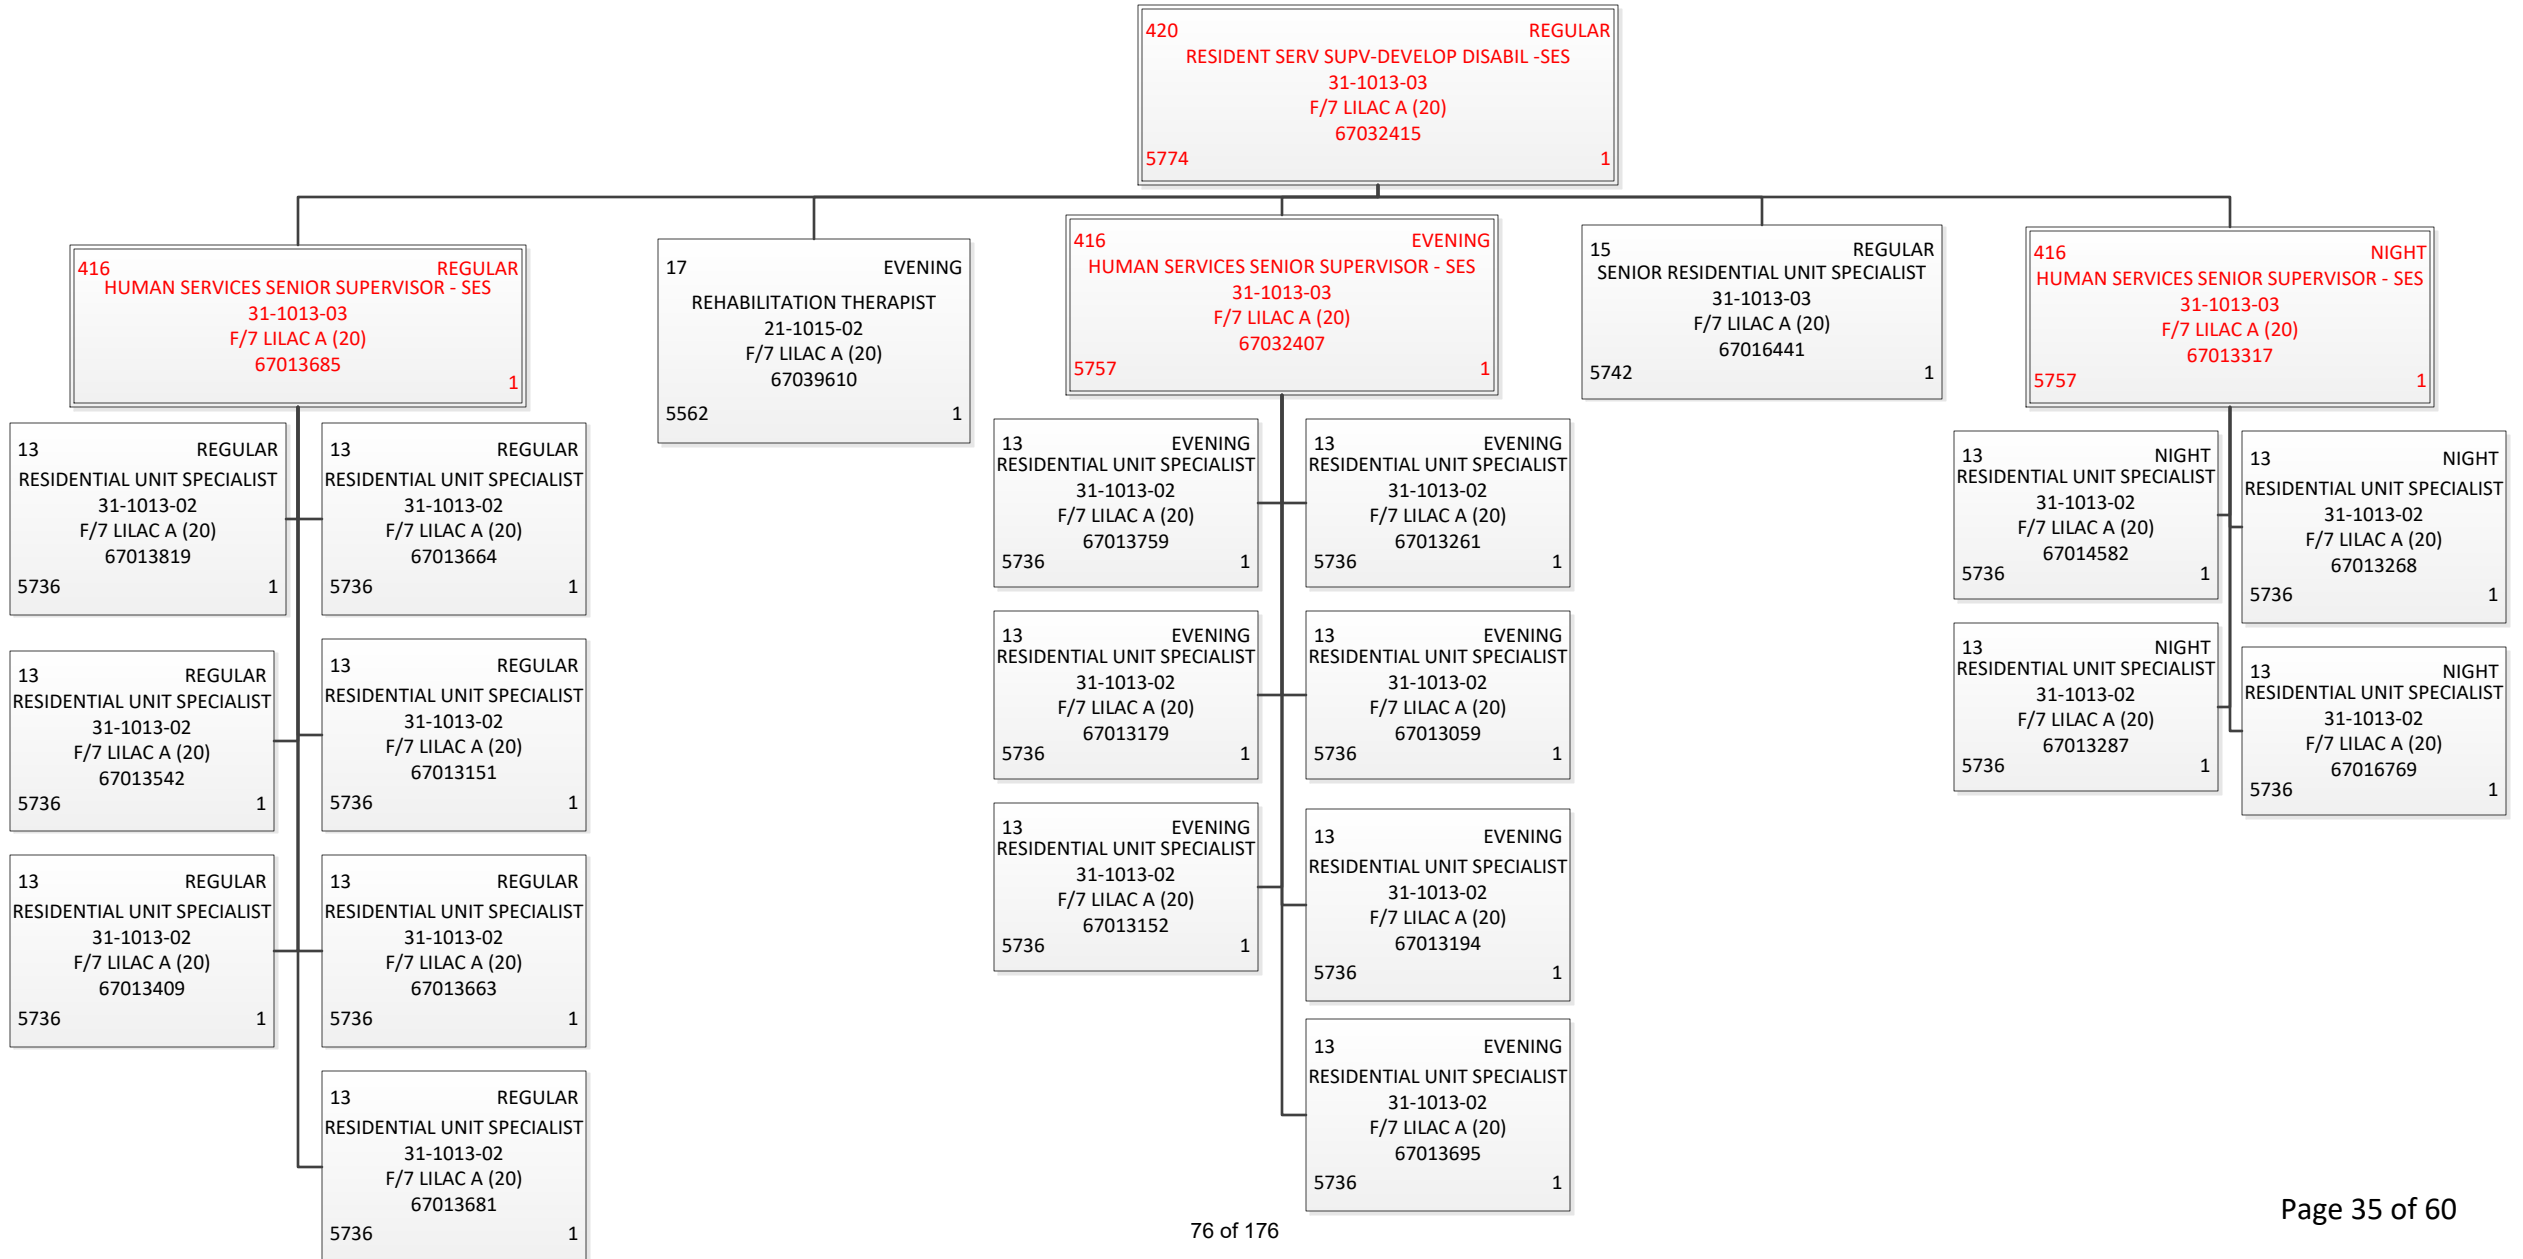 420 REGULAR
RESIDENT SERV SUPV-DEVELOP DISABIL -SES
31-1013-03
F/7 LILAC A (20)
67032415
5774 1
416 REGULAR
HUMAN SERVICES SENIOR SUPERVISOR - SES
31-1013-03
F/7 LILAC A (20)
67013685
1
17 EVENING
REHABILITATION THERAPIST
21-1015-02
F/7 LILAC A (20)
67039610
5562 1
416 EVENING
HUMAN SERVICES SENIOR SUPERVISOR - SES
31-1013-03
F/7 LILAC A (20)
67032407
5757 1
15 REGULAR
SENIOR RESIDENTIAL UNIT SPECIALIST
31-1013-03
F/7 LILAC A (20)
67016441
5742 1
416 NIGHT
HUMAN SERVICES SENIOR SUPERVISOR - SES
31-1013-03
F/7 LILAC A (20)
67013317
5757 1
13 REGULAR
RESIDENTIAL UNIT SPECIALIST
31-1013-02
F/7 LILAC A (20)
67013819
5736 1
13 REGULAR
RESIDENTIAL UNIT SPECIALIST
31-1013-02
F/7 LILAC A (20)
67013664
5736 1
13 REGULAR
RESIDENTIAL UNIT SPECIALIST
31-1013-02
F/7 LILAC A (20)
67013542
5736 1
13 REGULAR
RESIDENTIAL UNIT SPECIALIST
31-1013-02
F/7 LILAC A (20)
67013151
5736 1
13 REGULAR
RESIDENTIAL UNIT SPECIALIST
31-1013-02
F/7 LILAC A (20)
67013409
5736 1
13 REGULAR
RESIDENTIAL UNIT SPECIALIST
31-1013-02
F/7 LILAC A (20)
67013663
5736 1
13 REGULAR
RESIDENTIAL UNIT SPECIALIST
31-1013-02
F/7 LILAC A (20)
67013681
5736 1
13 EVENING
RESIDENTIAL UNIT SPECIALIST
31-1013-02
F/7 LILAC A (20)
67013759
5736 1
13 EVENING
RESIDENTIAL UNIT SPECIALIST
31-1013-02
F/7 LILAC A (20)
67013261
5736 1
13 EVENING
RESIDENTIAL UNIT SPECIALIST
31-1013-02
F/7 LILAC A (20)
67013179
5736 1
13 EVENING
RESIDENTIAL UNIT SPECIALIST
31-1013-02
F/7 LILAC A (20)
67013059
5736 1
13 EVENING
RESIDENTIAL UNIT SPECIALIST
31-1013-02
F/7 LILAC A (20)
67013152
5736 1
13 EVENING
RESIDENTIAL UNIT SPECIALIST
31-1013-02
F/7 LILAC A (20)
67013194
5736 1
13 EVENING
RESIDENTIAL UNIT SPECIALIST
31-1013-02
F/7 LILAC A (20)
67013695
5736 1
13 NIGHT
RESIDENTIAL UNIT SPECIALIST
31-1013-02
F/7 LILAC A (20)
67014582
5736 1
13 NIGHT
RESIDENTIAL UNIT SPECIALIST
31-1013-02
F/7 LILAC A (20)
67013268
5736 1
13 NIGHT
RESIDENTIAL UNIT SPECIALIST
31-1013-02
F/7 LILAC A (20)
67013287
5736 1
13 NIGHT
RESIDENTIAL UNIT SPECIALIST
31-1013-02
F/7 LILAC A (20)
67016769
5736 1
76 of 176
Page 35 of 60